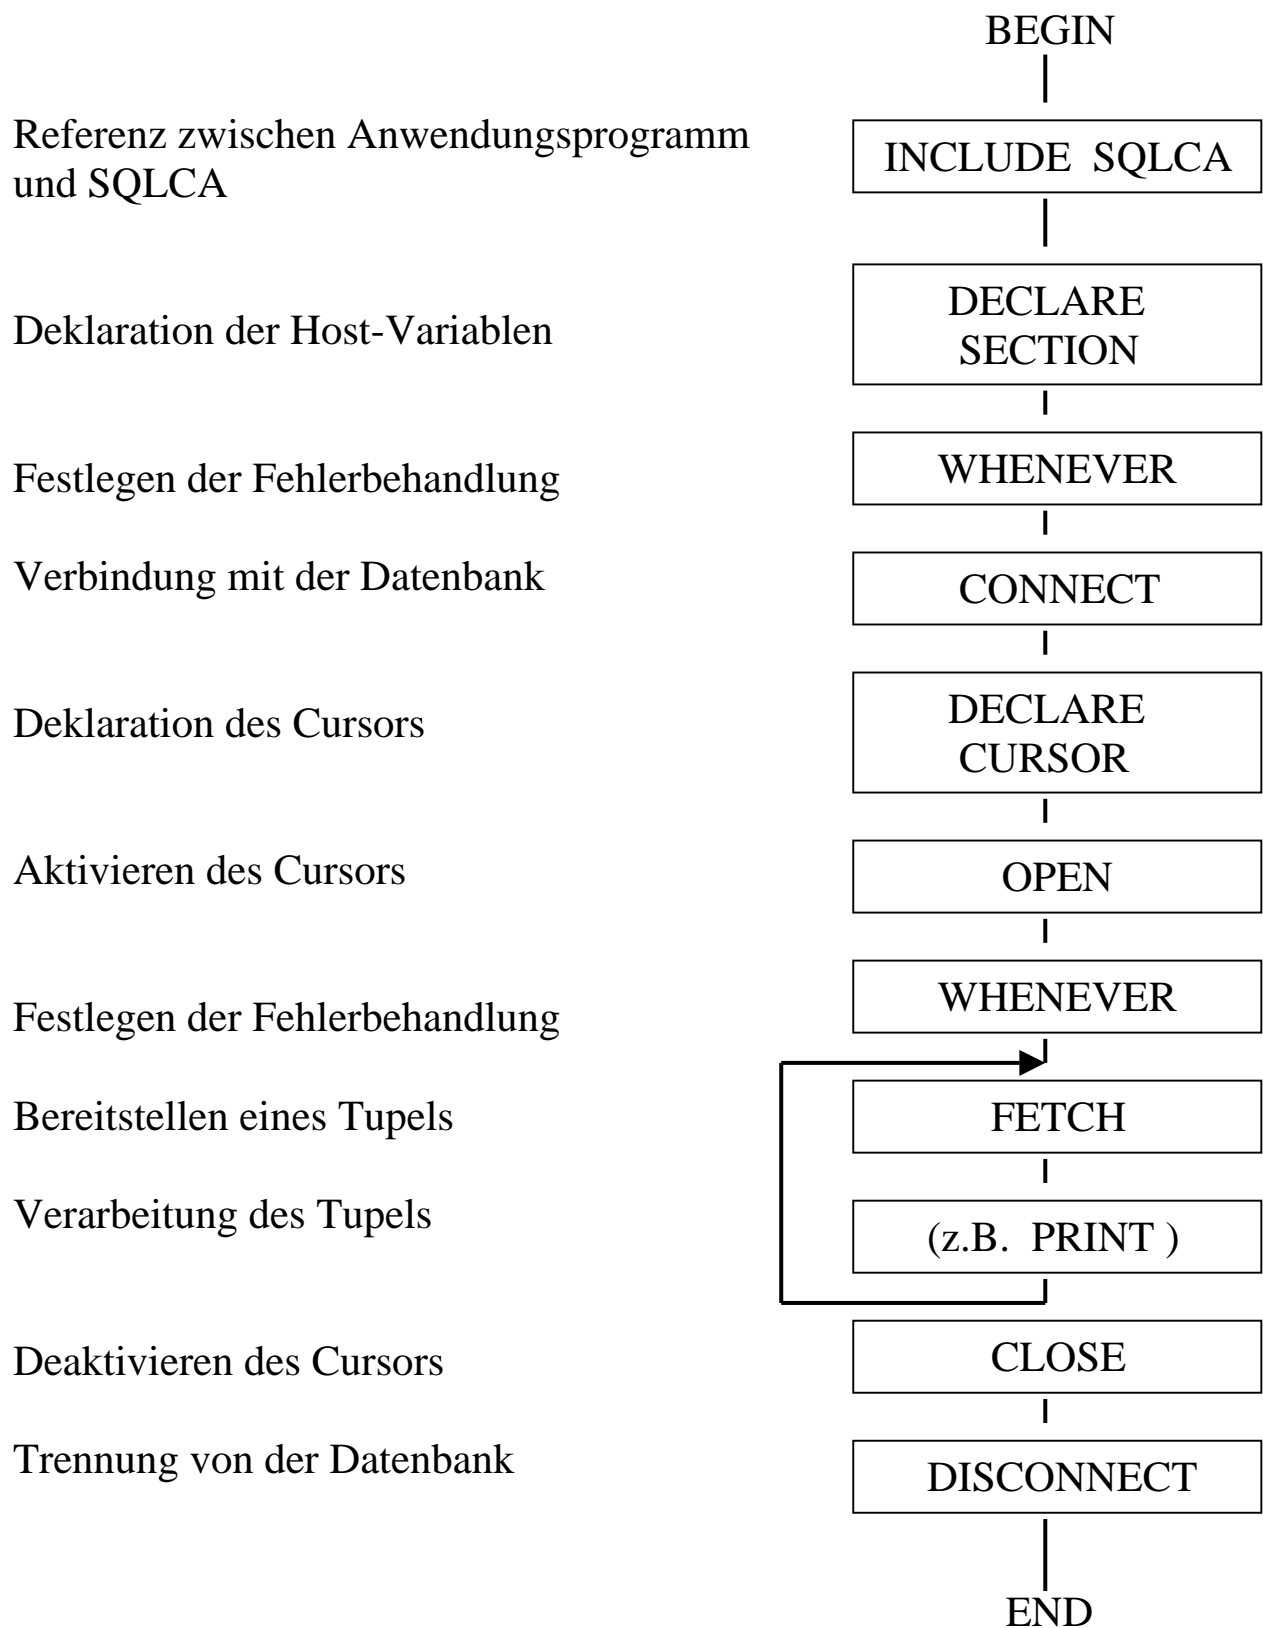 BEGIN
Referenz zwischen Anwendungsprogramm
und SQLCA
INCLUDE SQLCA
Deklaration der Host-Variablen
DECLARE
SECTION
Festlegen der Fehlerbehandlung
WHENEVER
Verbindung mit der Datenbank
CONNECT
Deklaration des Cursors
DECLARE
CURSOR
Aktivieren des Cursors
OPEN
Festlegen der Fehlerbehandlung
WHENEVER
Bereitstellen eines Tupels
FETCH
Verarbeitung des Tupels
(z.B. PRINT )
Deaktivieren des Cursors
CLOSE
Trennung von der Datenbank
DISCONNECT
END